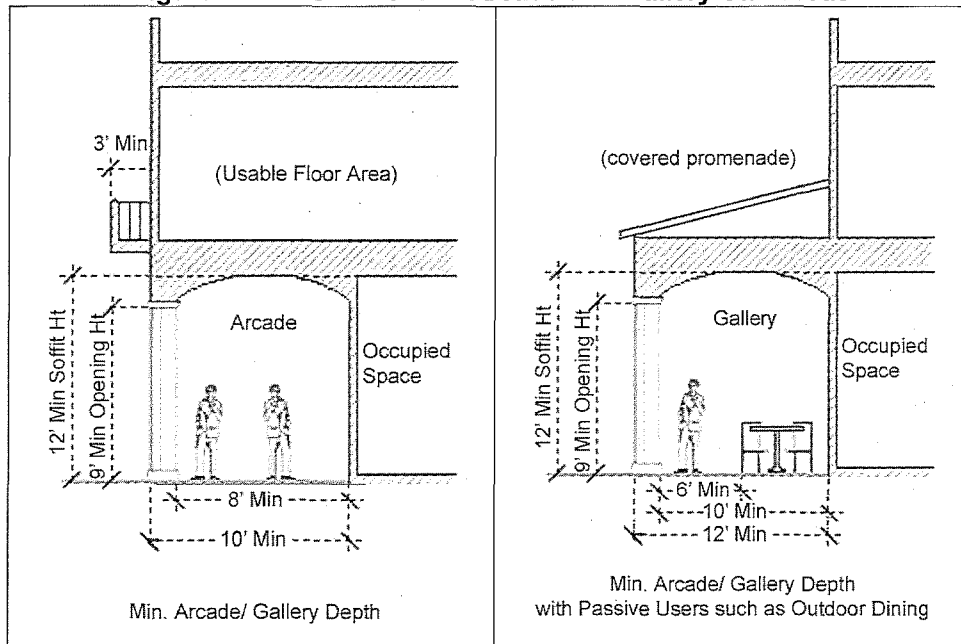 3' Min
(Usable Floor Area)
12' Min Soffit Ht
9' Min Opening Ht
Arcade
Occupied
Space
8' Min
10' Min
Min. Arcade/ Gallery Depth
(covered promenade)
12' Min Soffit Ht
9' Min Opening Ht
Gallery
Occupied
Space
6' Min
10' Min
12' Min
Min. Arcade/ Gallery Depth
with Passive Users such as Outdoor Dining